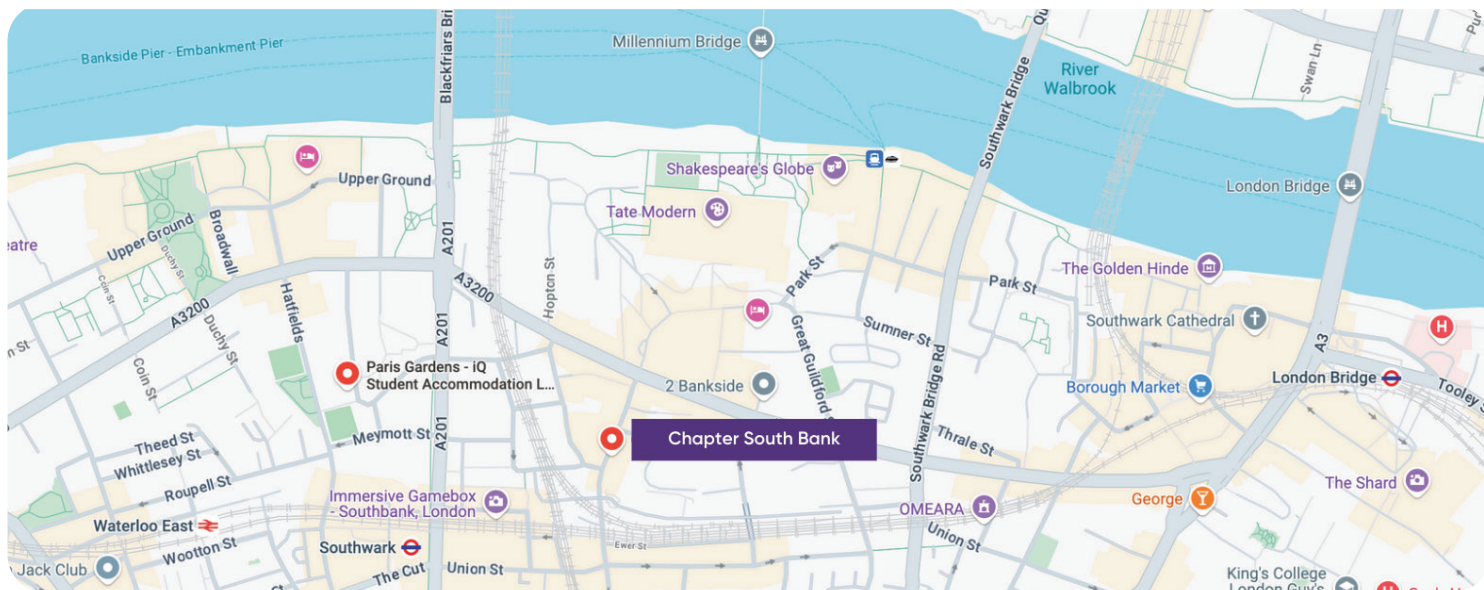 Bankside Pier - Embankment Pier
Blackfriars Bri
Millennium Bridge
Southwark Bridge
River
Walbrook
Swan Ln
London Bridge
Upper Ground
Shakespeare's Globe
Tate Modern
Upper Ground
Broadwall
Duchy St
Coin St
eatre
A201
A3200
A3200
Hopton St
Park St
Park St
The Golden Hinde
Southwark Cathedral
Hatfields
Duchy St
Coin St
n St
A201
Great Guildford S
Sumner St
Southwark Bridge Rd
A3
Paris Gardens - iQ
Student Accommodation L...
2 Bankside
Borough Market
London Bridge
Tooley S
Chapter South Bank
Meymott St
A201
Theed St
Whittlesey St
Roupell St
Thrale St
Immersive Gamebox
- Southbank, London
OMEARA
George
The Shard
Waterloo East
Wootton St
Southwark
Ewer St
Union St
Jack Club
The Cut
Union St
King's College
London Guy's
H
H